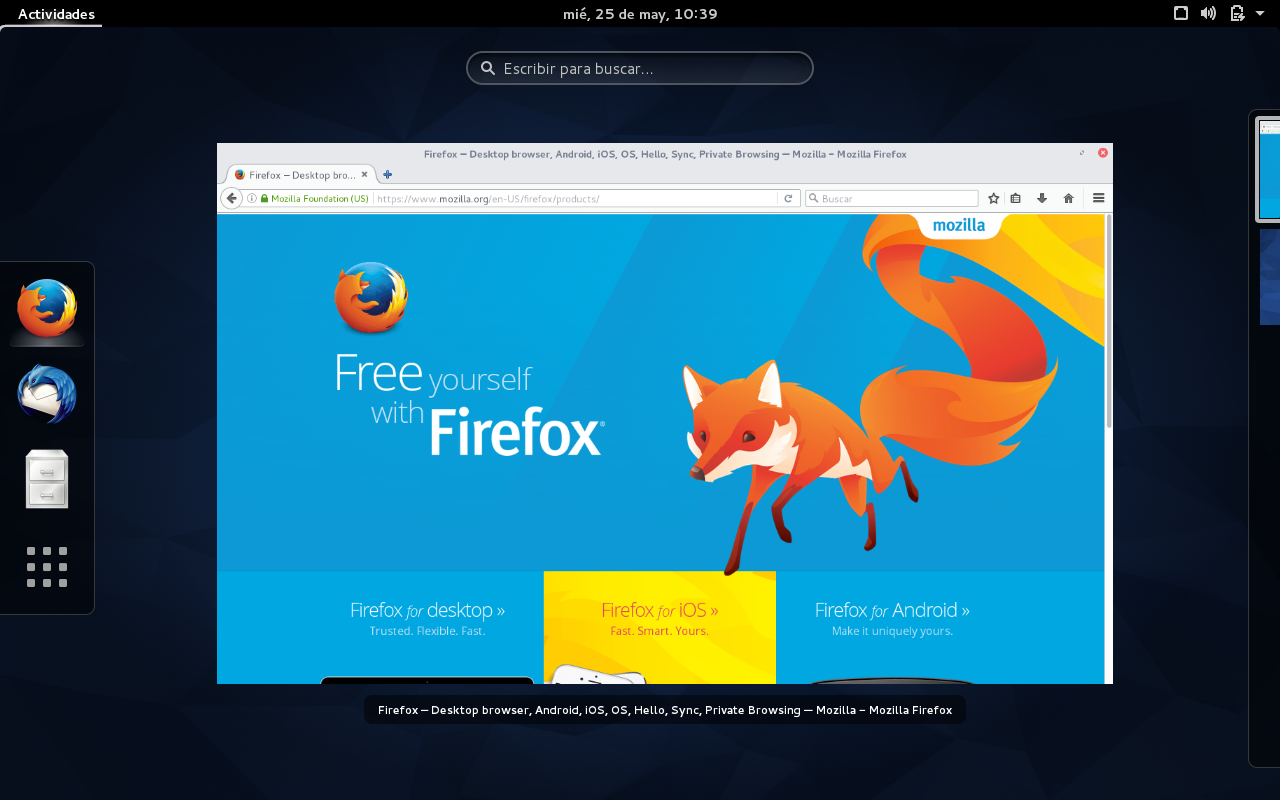 Actividades
mié, 25 de may, 10:39
Escribir para buscar...
Firefox — Desktop browser, Android, iOS, OS, Hello, Sync, Private Browsing — Mozilla - Mozilla Firefox
Firefox — Desktop bro...
Mozilla Foundation (US)
https://www.mozilla.org/en-US/firefox/products/
Buscar
mozilla
Free yourself
with Firefox®
Firefox for desktop »
Trusted. Flexible. Fast.
Firefox for iOS »
Fast. Smart. Yours.
Firefox for Android »
Make it uniquely yours.
Firefox — Desktop browser, Android, iOS, OS, Hello, Sync, Private Browsing — Mozilla - Mozilla Firefox